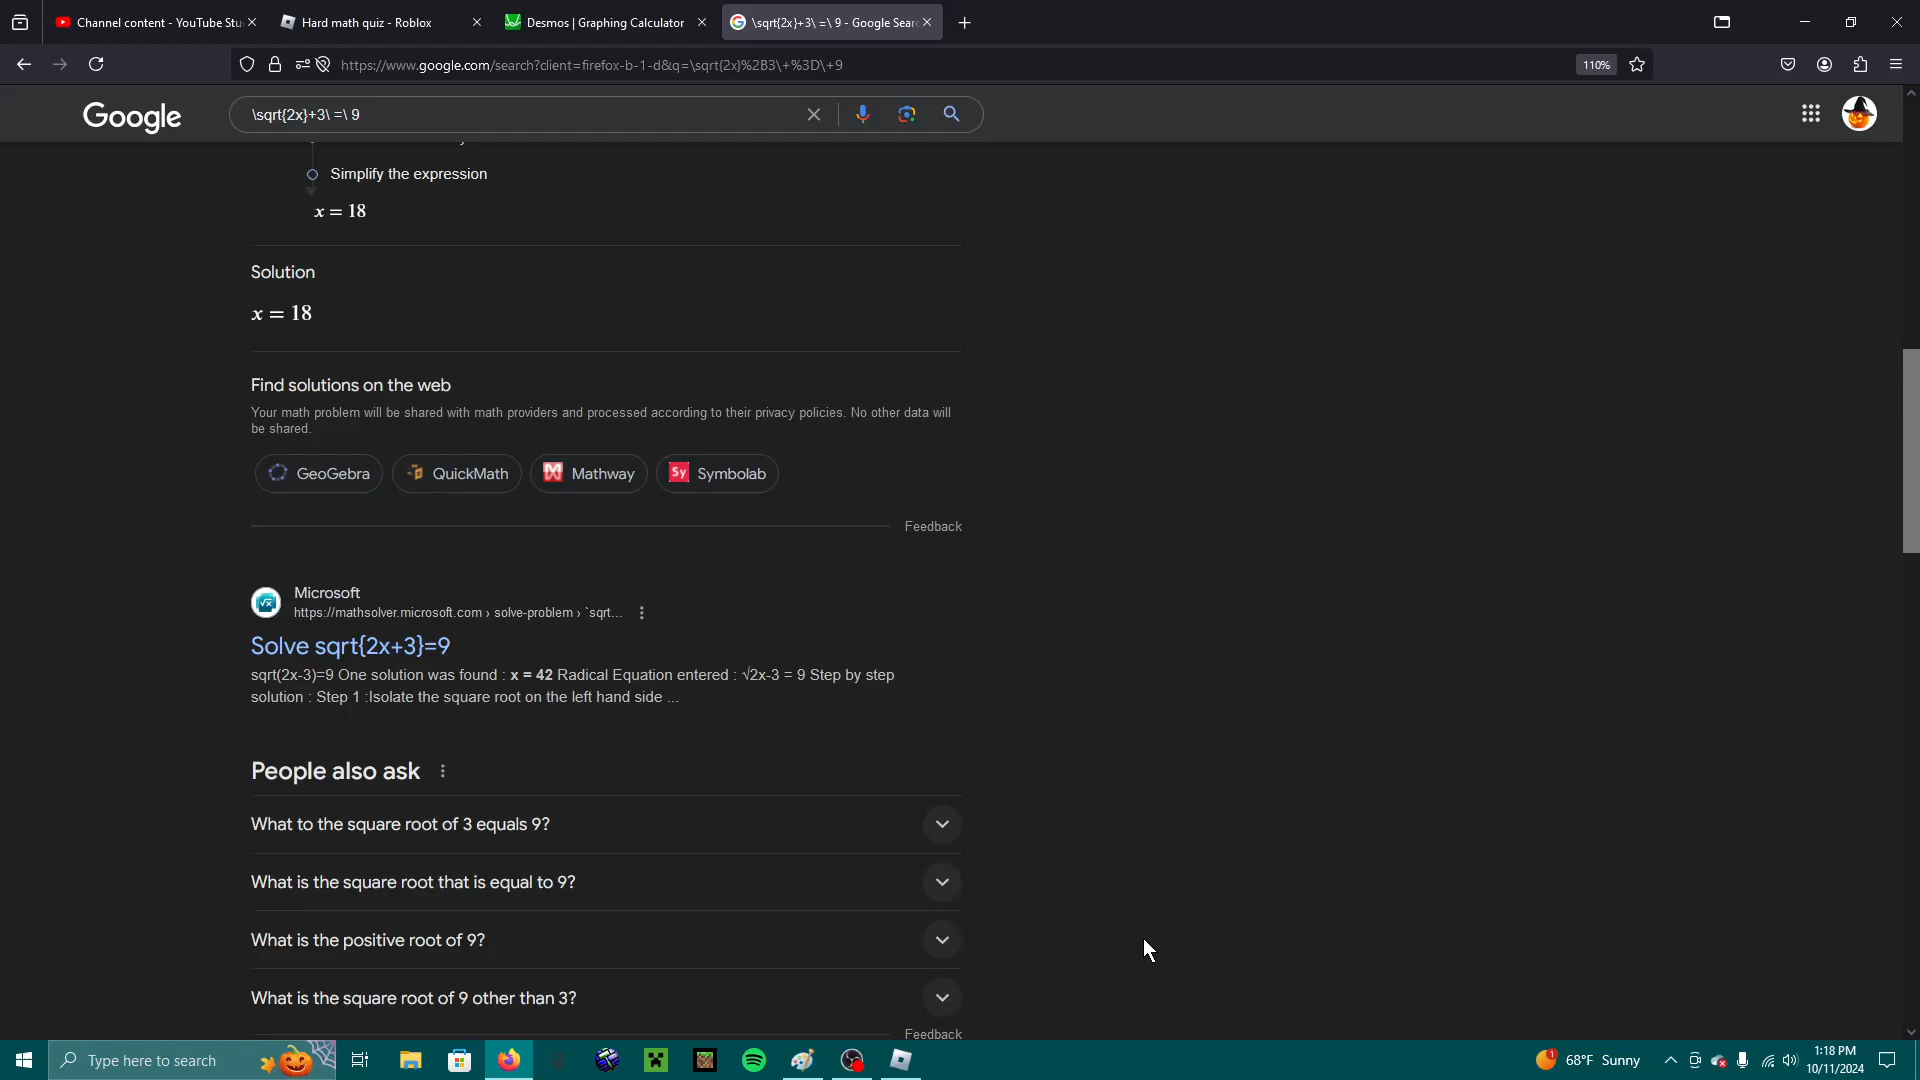 Channel content - YouTube Stu
Hard math quiz - Roblox
Desmos | Graphing Calculator
\sqrt{2x}+3\ =\ 9 - Google Sear
https://www.google.com/search?client=firefox-b-1-d&q=\sqrt{2x}%2B3\+%3D\+9
110%
Google
\sqrt{2x}+3\ =\ 9
Simplify the expression
x = 18
Solution
x = 18
Find solutions on the web
Your math problem will be shared with math providers and processed according to their privacy policies. No other data will
be shared.
GeoGebra
QuickMath
Mathway
Sy Symbolab
Feedback
Microsoft
https://mathsolver.microsoft.com › solve-problem › `sqrt...
Solve sqrt{2x+3}=9
sqrt(2x-3)=9 One solution was found : x = 42 Radical Equation entered : √2x-3 = 9 Step by step
solution : Step 1 :Isolate the square root on the left hand side ...
People also ask
What to the square root of 3 equals 9?
What is the square root that is equal to 9?
What is the positive root of 9?
What is the square root of 9 other than 3?
Feedback
Type here to search
1
68°F Sunny
1:18 PM
10/11/2024